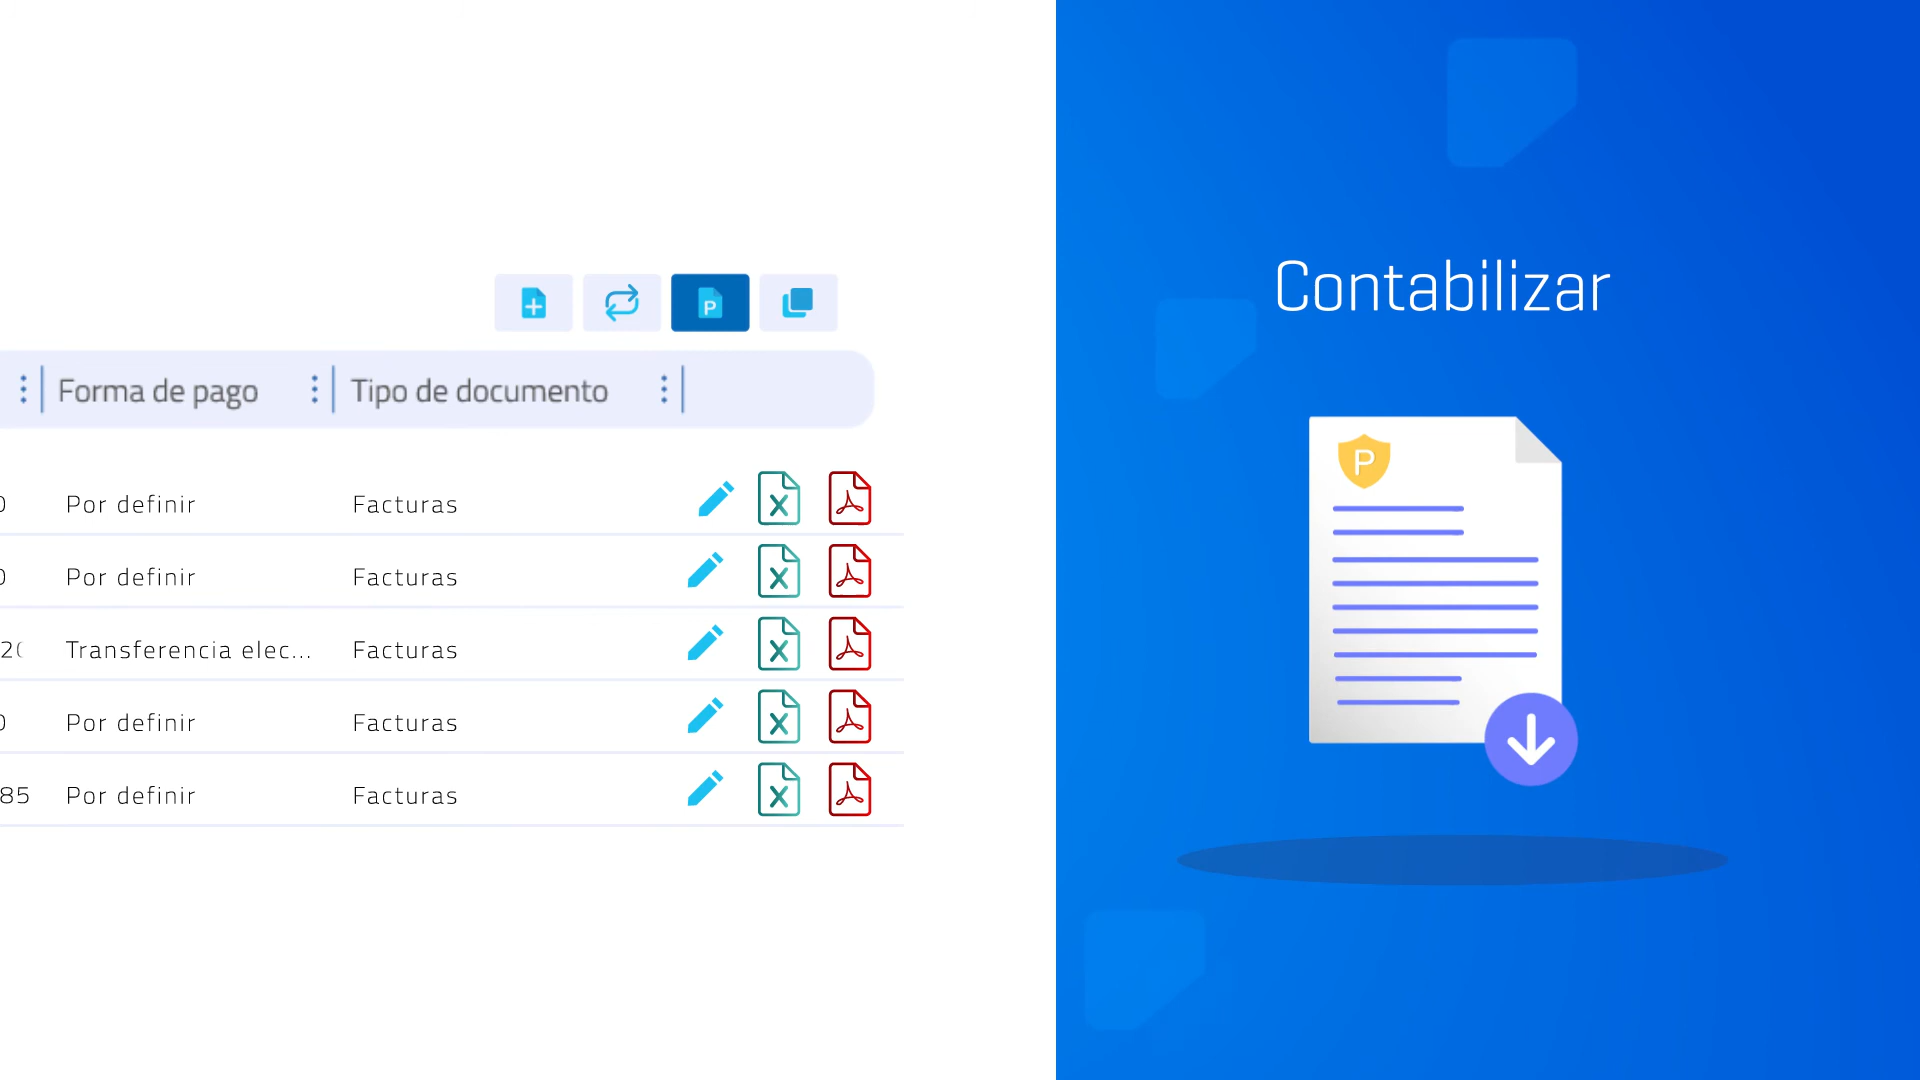 Contabilizar
P
Forma de pago Tipo de documento
P
Por definir Facturas
Por definir Facturas
Transferencia elec... Facturas
Por definir Facturas
85 Por definir Facturas